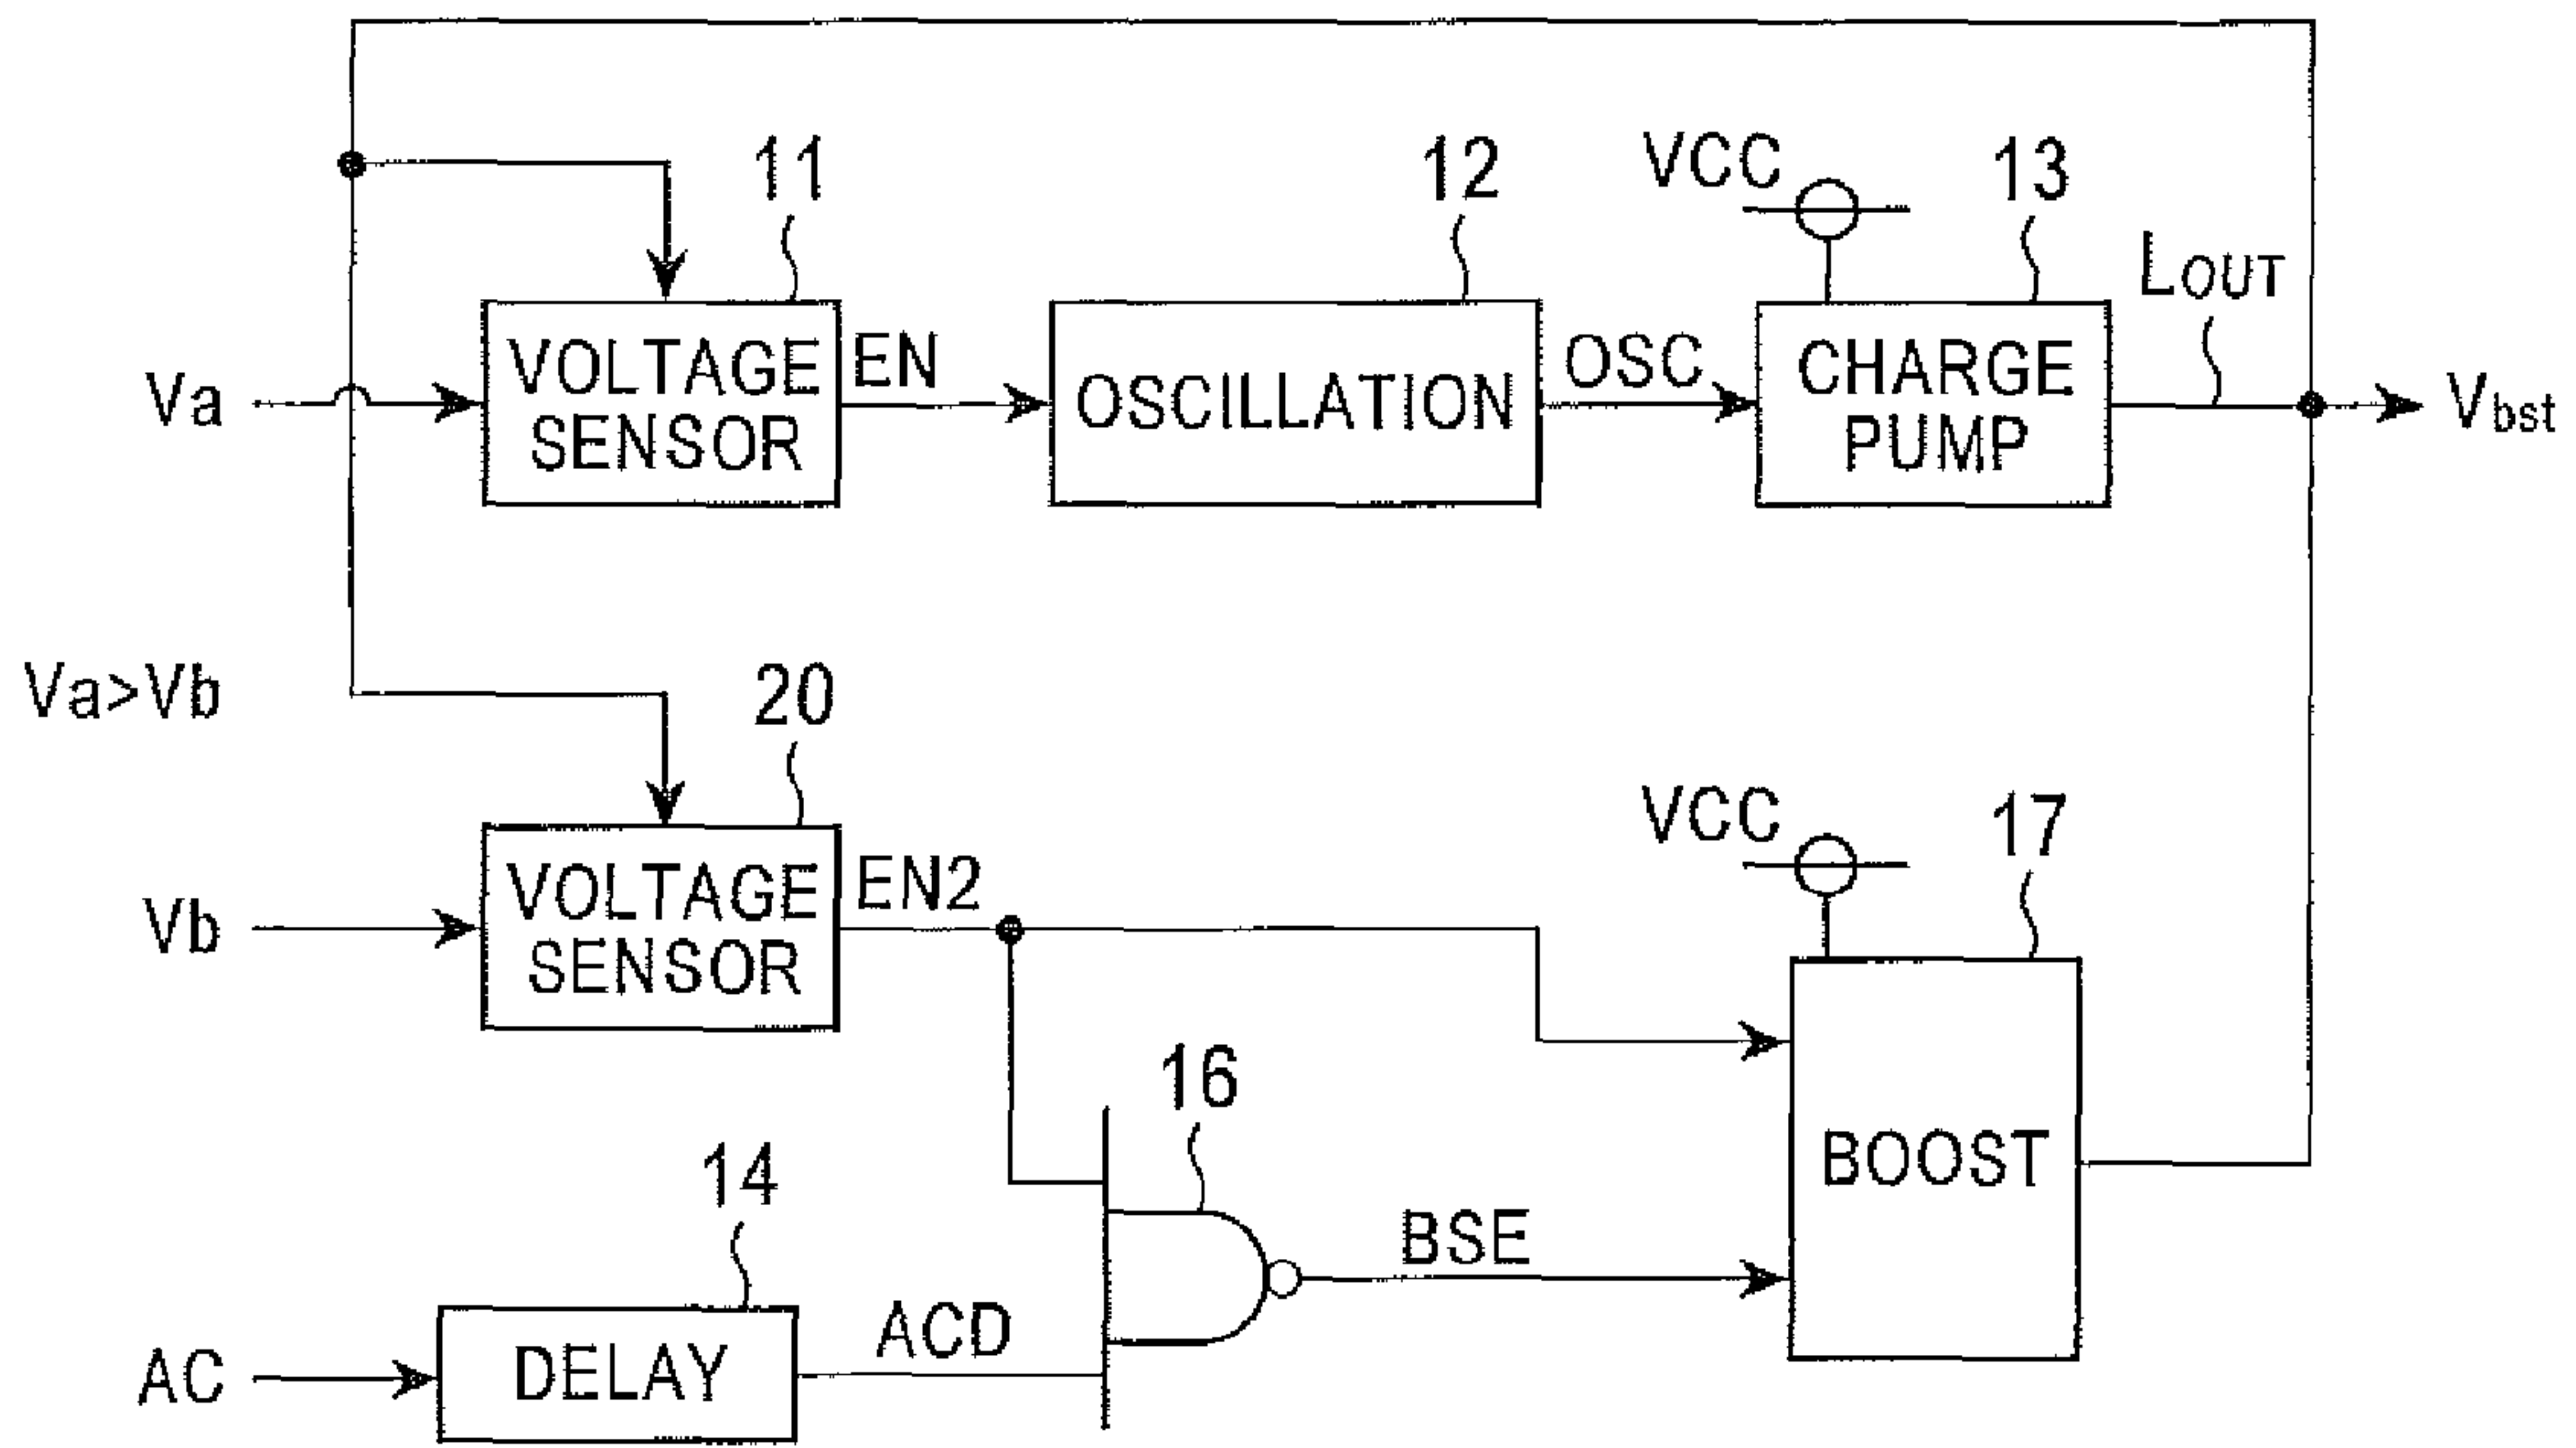 11
12
VCC
13
LOUT
Va
VOLTAGE
SENSOR
EN
OSCILLATION
OSC
CHARGE
PUMP
Vbst
Va>Vb
20
Vb
VOLTAGE
SENSOR
EN2
VCC
17
16
BOOST
14
BSE
ACD
AC
DELAY